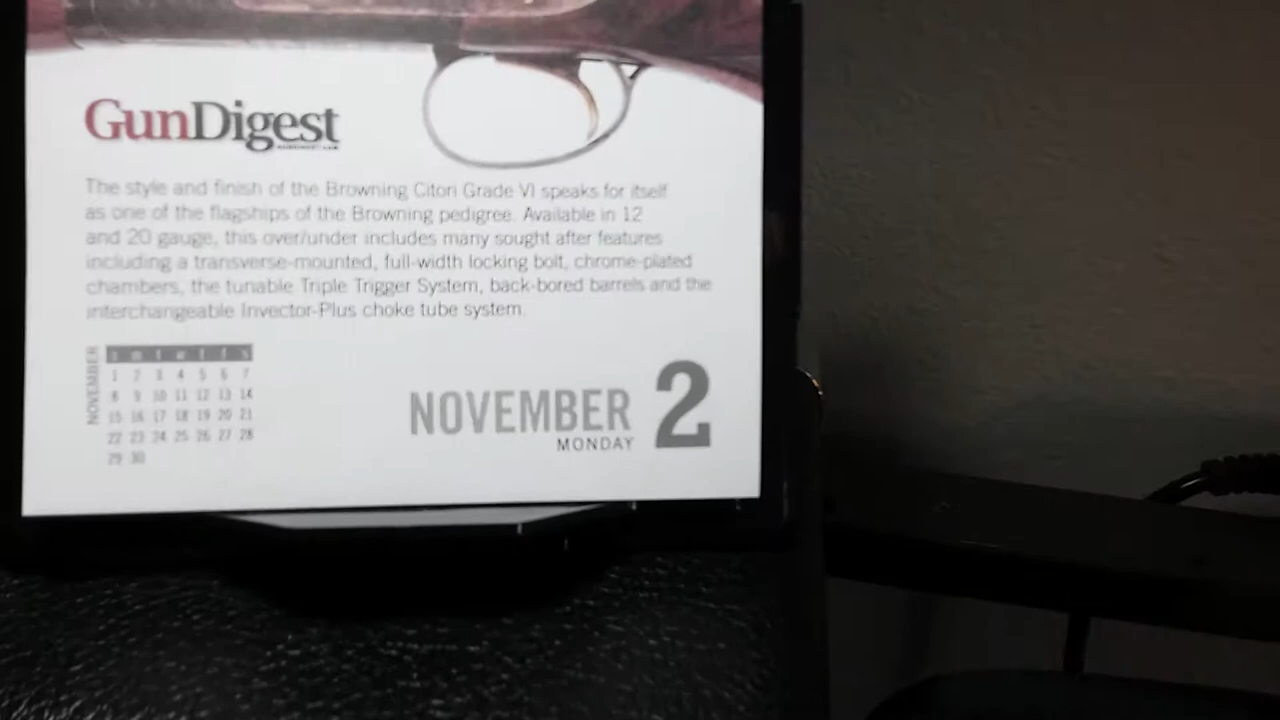 GunDigest
The style and finish of the Browning Citori Grade VI speaks for itself
as one of the flagships of the Browning pedigree. Available in 12
and 20 gauge, this over/under includes many sought after features
including a transverse-mounted, full-width locking bolt, chrome-plated
chambers, the tunable Triple Trigger System, back-bored barrels and the
interchangeable Invector-Plus choke tube system.
NOVEMBER
s m t w t f s
1 2 3 4 5 6 7
8 9 10 11 12 13 14
15 16 17 18 19 20 21
22 23 24 25 26 27 28
29 30
NOVEMBER 2
MONDAY